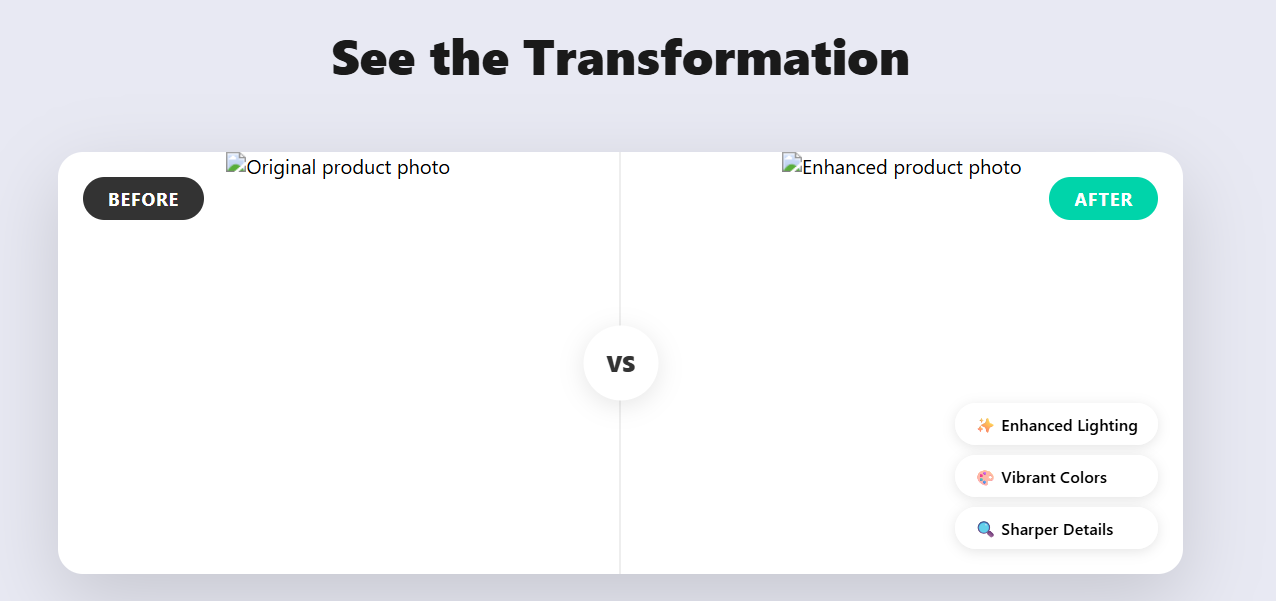 See the Transformation
Original product photo
Enhanced product photo
BEFORE
AFTER
VS
✨ Enhanced Lighting
🎨 Vibrant Colors
🔍 Sharper Details